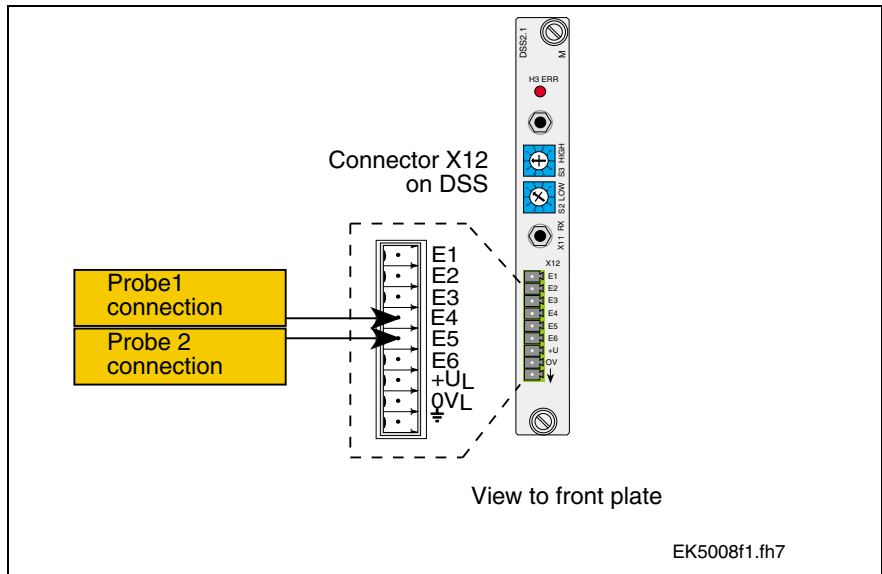 DSS2.1
M
H3 ERR
S3 HIGH
S2 LOW
X11 RX
X12
E1
E2
E3
E4
E5
E6
+U
0V
Connector X12
on DSS
E1
E2
E3
E4
E5
E6
+UL
0VL
Probe1
connection
Probe 2
connection
View to front plate
EK5008f1.fh7